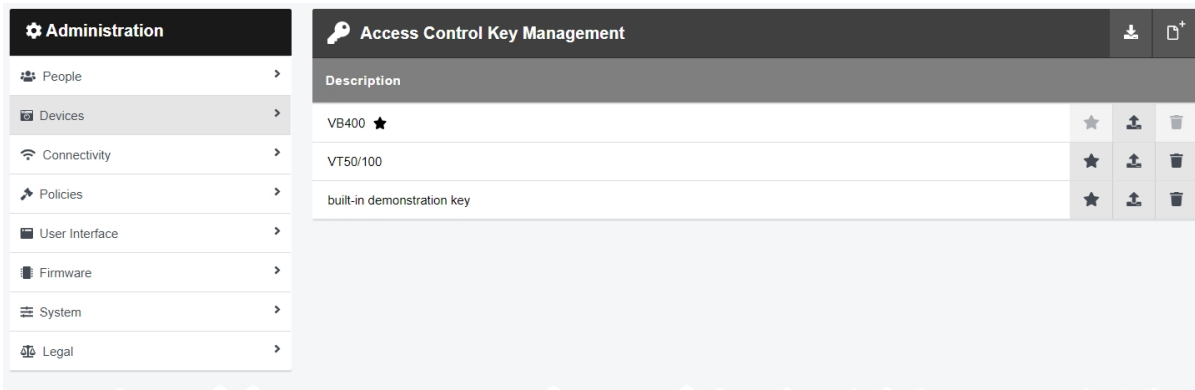 Administration
People
Devices
Connectivity
Policies
User Interface
Firmware
System
Legal
Access Control Key Management
Description
VB400
VT50/100
built-in demonstration key